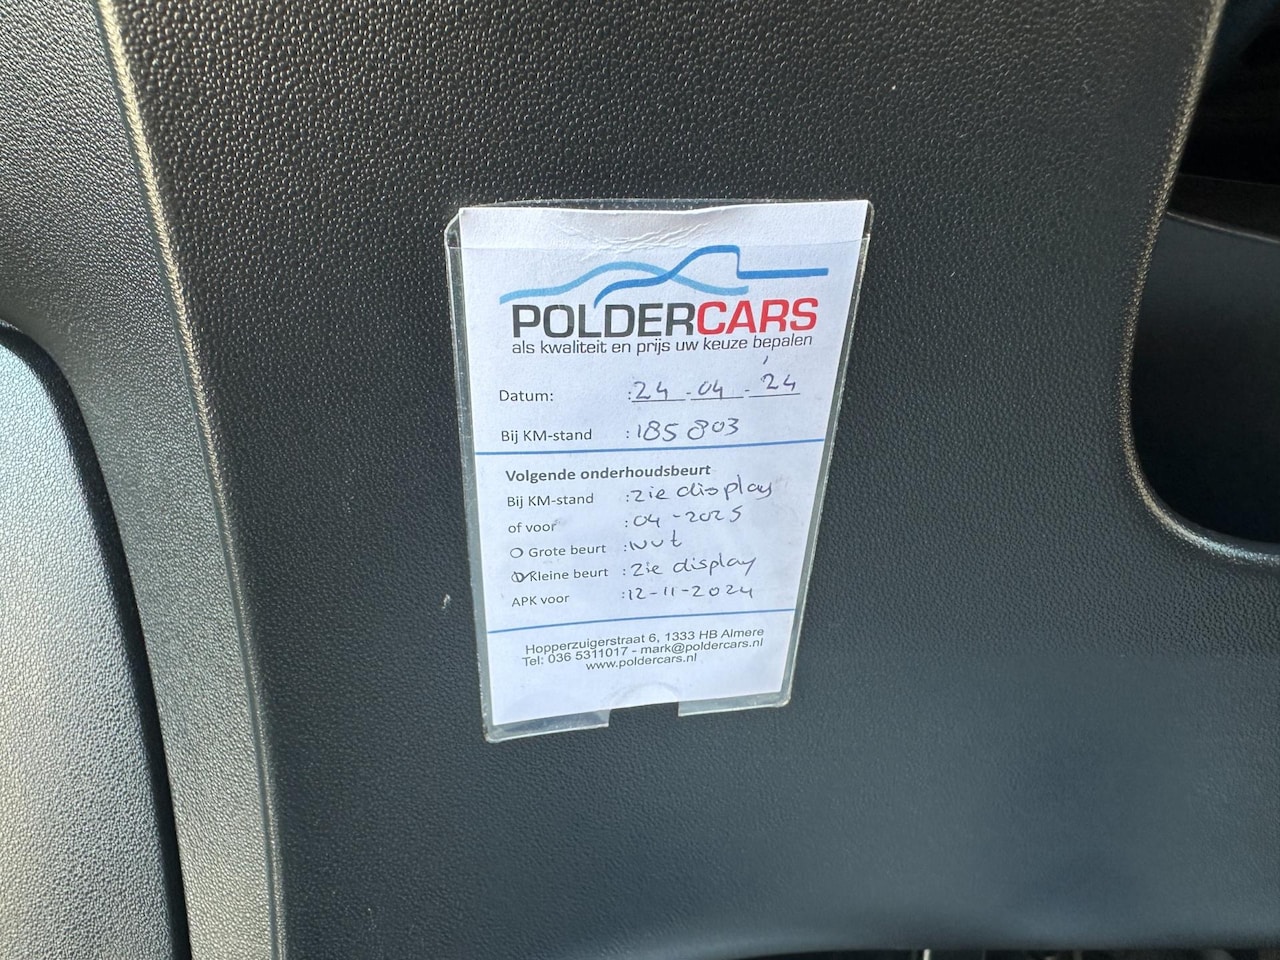 POLDERCARS
als kwaliteit en prijs uw keuze bepalen
Datum: :24-04-24
Bij KM-stand :185803
Volgende onderhoudsbeurt
Bij KM-stand :Zie display
of voor :04-2025
Grote beurt :
Kleine beurt :Zie display
APK voor :12-11-2024
Hopperzuigerstraat 6, 1333 HB Almere
Tel: 036 5311017 - mark@poldercars.nl
www.poldercars.nl